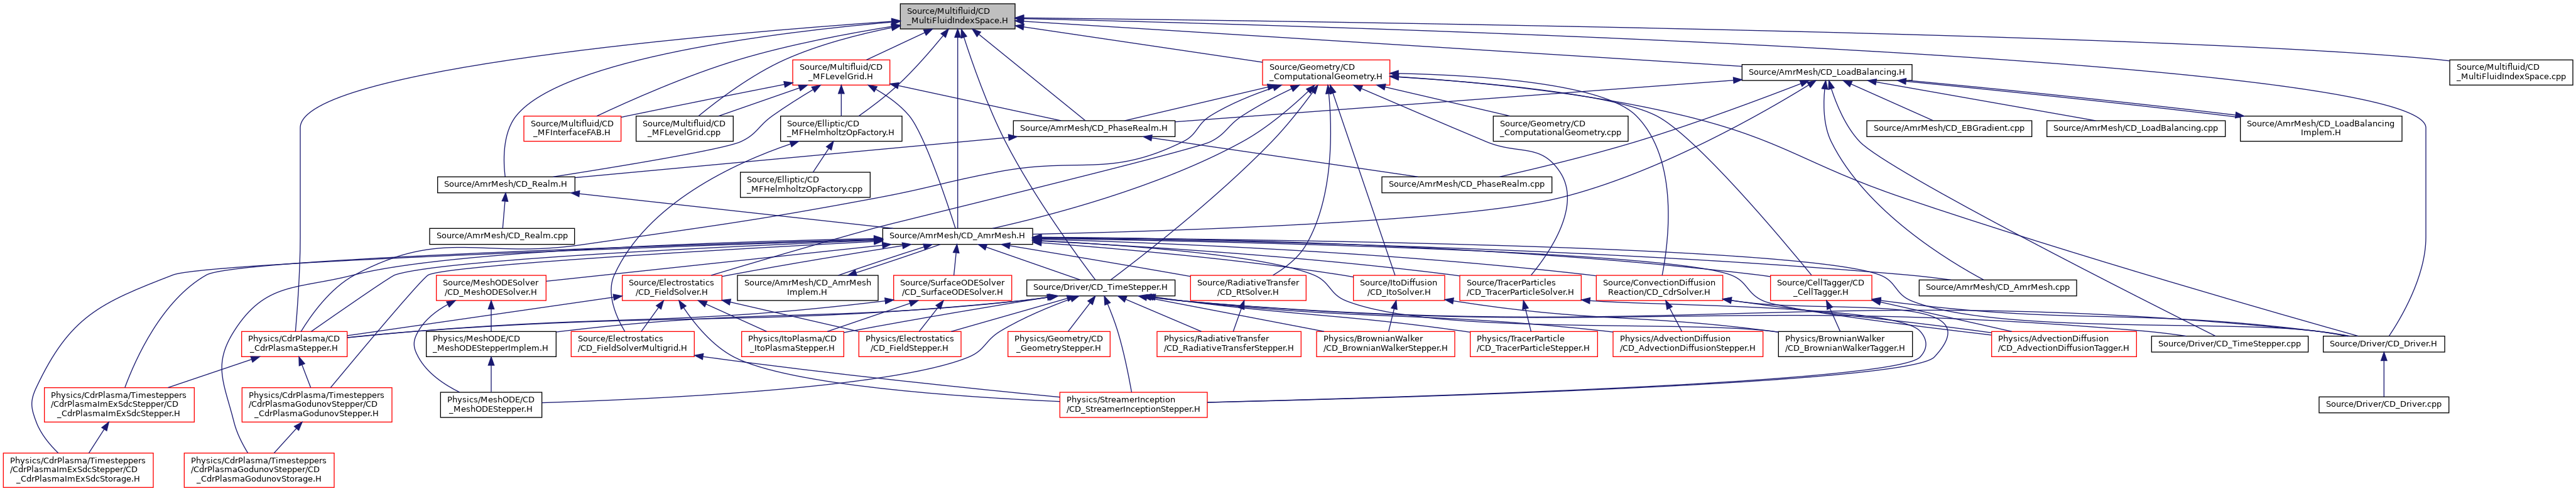 Source/Multifluid/CD
_MultiFluidIndexSpace.H
Source/Multifluid/CD
_MFLevelGrid.H
Source/Geometry/CD
_ComputationalGeometry.H
Source/AmrMesh/CD_LoadBalancing.H
Source/Multifluid/CD
_MultiFluidIndexSpace.cpp
Source/Multifluid/CD
_MFInterfaceFAB.H
Source/Multifluid/CD
_MFLevelGrid.cpp
Source/Elliptic/CD
_MFHelmholtzOpFactory.H
Source/AmrMesh/CD_PhaseRealm.H
Source/Geometry/CD
_ComputationalGeometry.cpp
Source/AmrMesh/CD_EBGradient.cpp
Source/AmrMesh/CD_LoadBalancing.cpp
Source/AmrMesh/CD_LoadBalancing
Implem.H
Source/AmrMesh/CD_Realm.H
Source/Elliptic/CD
_MFHelmholtzOpFactory.cpp
Source/AmrMesh/CD_PhaseRealm.cpp
Source/AmrMesh/CD_Realm.cpp
Source/AmrMesh/CD_AmrMesh.H
Source/MeshODESolver
/CD_MeshODESolver.H
Source/Electrostatics
/CD_FieldSolver.H
Source/AmrMesh/CD_AmrMesh
Implem.H
Source/SurfaceODESolver
/CD_SurfaceODESolver.H
Source/Driver/CD_TimeStepper.H
Source/RadiativeTransfer
/CD_RtSolver.H
Source/ItoDiffusion
/CD_ItoSolver.H
Source/TracerParticles
/CD_TracerParticleSolver.H
Source/ConvectionDiffusion
Reaction/CD_CdrSolver.H
Source/CellTagger/CD
_CellTagger.H
Source/AmrMesh/CD_AmrMesh.cpp
Physics/CdrPlasma/CD
_CdrPlasmaStepper.H
Physics/MeshODE/CD
_MeshODEStepperImplem.H
Source/Electrostatics
/CD_FieldSolverMultigrid.H
Physics/ItoPlasma/CD
_ItoPlasmaStepper.H
Physics/Electrostatics
/CD_FieldStepper.H
Physics/Geometry/CD
_GeometryStepper.H
Physics/RadiativeTransfer
/CD_RadiativeTransferStepper.H
Physics/BrownianWalker
/CD_BrownianWalkerStepper.H
Physics/TracerParticle
/CD_TracerParticleStepper.H
Physics/AdvectionDiffusion
/CD_AdvectionDiffusionStepper.H
Physics/BrownianWalker
/CD_BrownianWalkerTagger.H
Physics/AdvectionDiffusion
/CD_AdvectionDiffusionTagger.H
Source/Driver/CD_TimeStepper.cpp
Source/Driver/CD_Driver.H
Physics/CdrPlasma/Timesteppers
/CdrPlasmaImExSdcStepper/CD
_CdrPlasmaImExSdcStepper.H
Physics/CdrPlasma/Timesteppers
/CdrPlasmaGodunovStepper/CD
_CdrPlasmaGodunovStepper.H
Physics/MeshODE/CD
_MeshODEStepper.H
Physics/StreamerInception
/CD_StreamerInceptionStepper.H
Source/Driver/CD_Driver.cpp
Physics/CdrPlasma/Timesteppers
/CdrPlasmaImExSdcStepper/CD
_CdrPlasmaImExSdcStorage.H
Physics/CdrPlasma/Timesteppers
/CdrPlasmaGodunovStepper/CD
_CdrPlasmaGodunovStorage.H